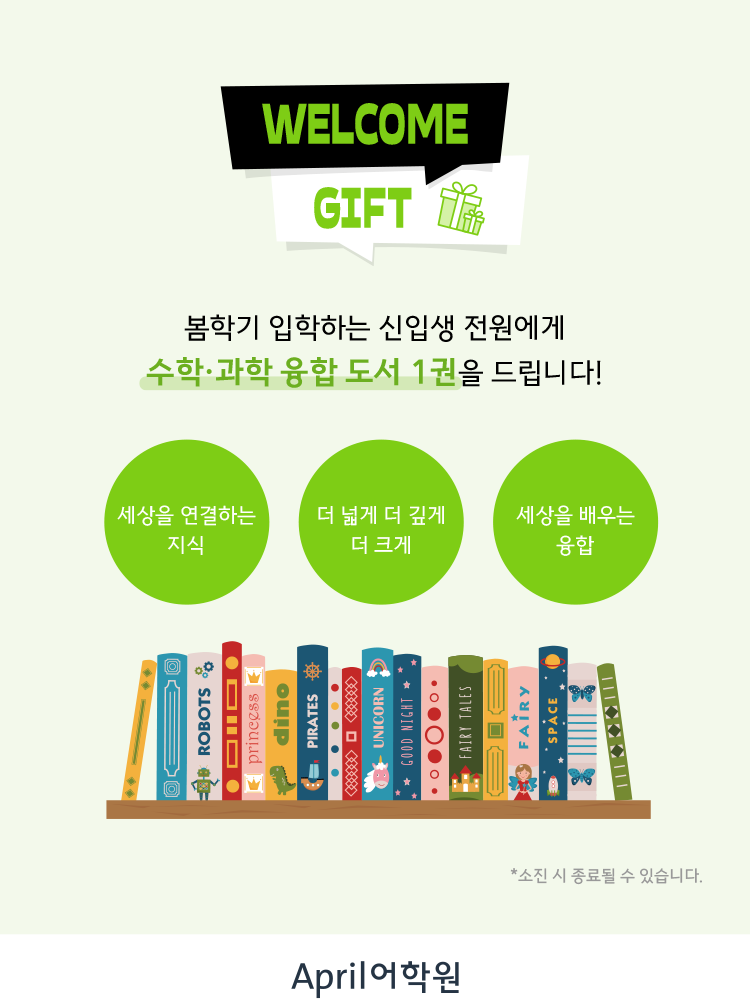 WELCOME
GIFT
봄학기 입학하는 신입생 전원에게
수학·과학 융합 도서 1권을 드립니다!
세상을 연결하는
지식
더 넓게 더 깊게
더 크게
세상을 배우는
융합
ROBOTS
princess
dino
PIRATES
UNICORN
GOOD NIGHT
FAIRY TALES
FAIRY
SPACE
*소진 시 종료될 수 있습니다.
April어학원